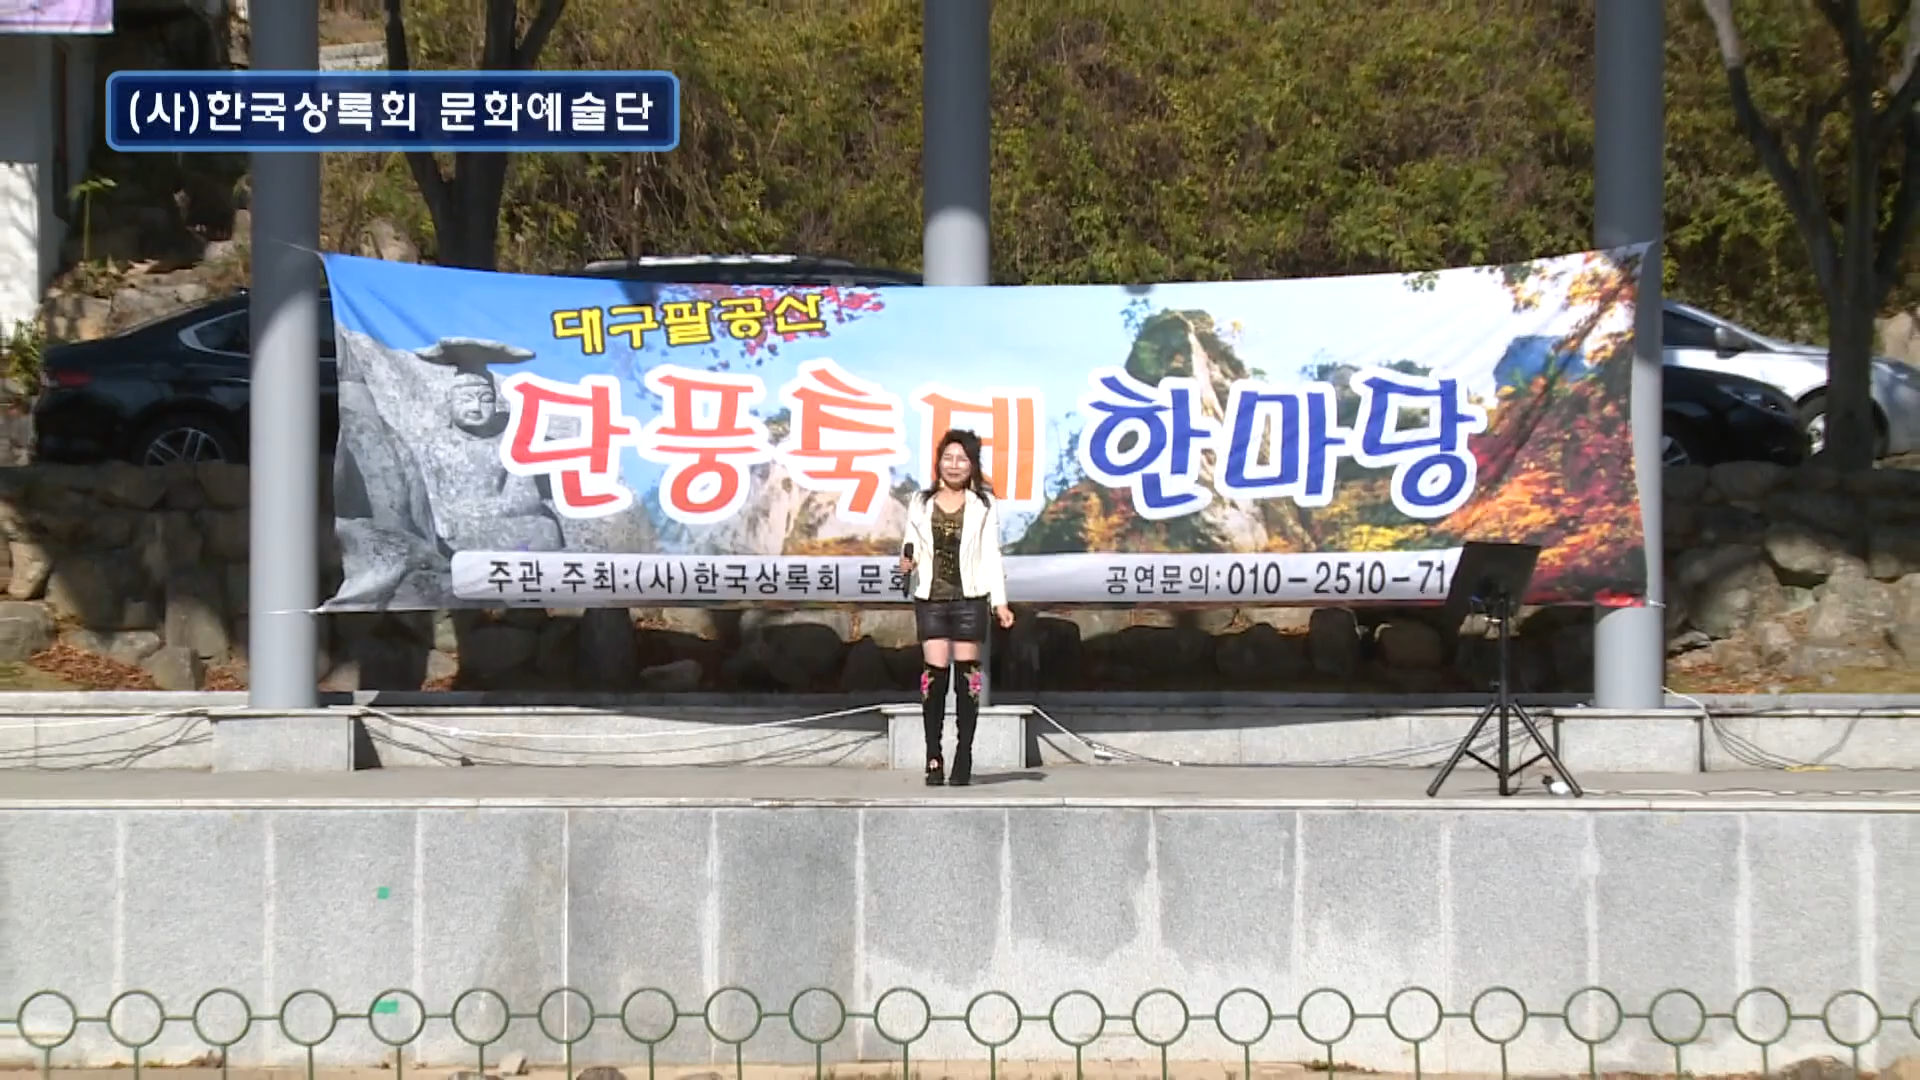 (사)한국상록회 문화예술단
대구팔공산
단풍축제 한마당
주관.주최:(사)한국상록회
공연문의:010-2510-71